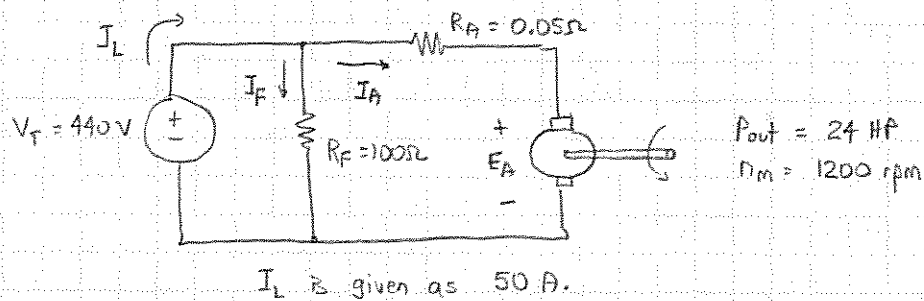 I_L
R_A = 0.05Ω
I_F
I_A
V_T = 440 V
+
−
R_F = 100Ω
+
E_A
−
Pout = 24 HP
n_m = 1200 rpm
I_L is given as 50 A.